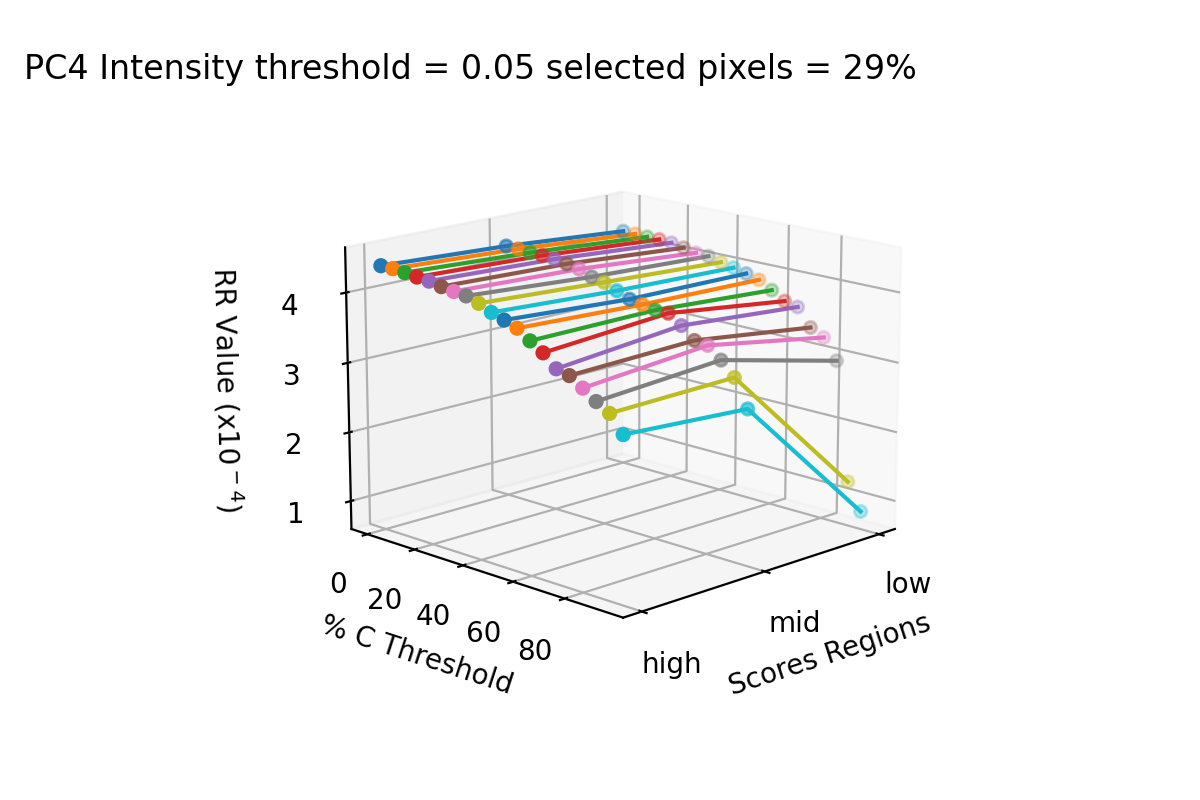 PC4 Intensity threshold = 0.05 selected pixels = 29%
RR Value (x10⁻⁴)
4
3
2
1
0
20
40
60
80
% C Threshold
high
mid
low
Scores Regions